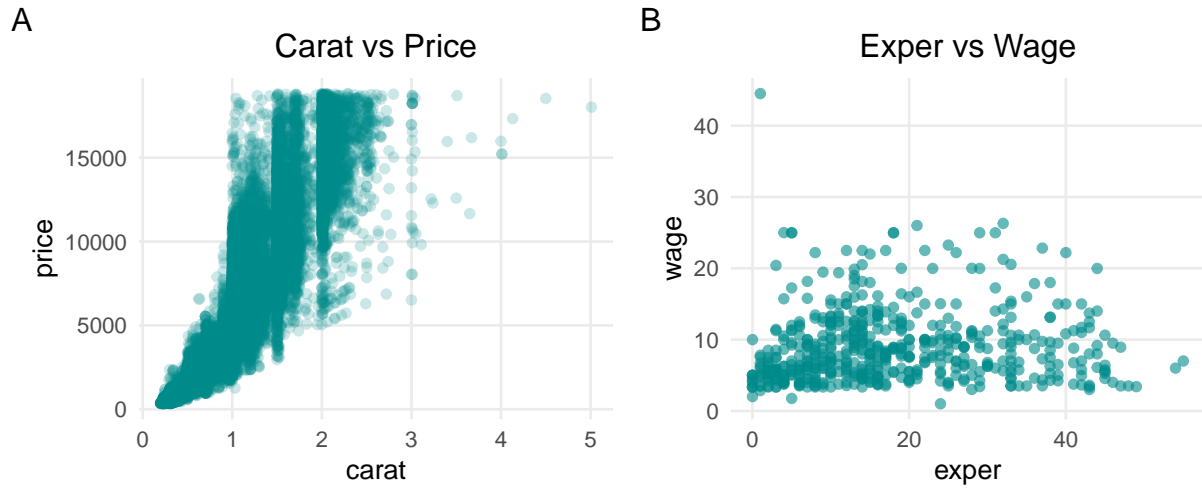 A
Carat vs Price
15000
10000
5000
0
price
0 1 2 3 4 5
carat
B
Exper vs Wage
40
30
20
10
0
wage
0 20 40
exper